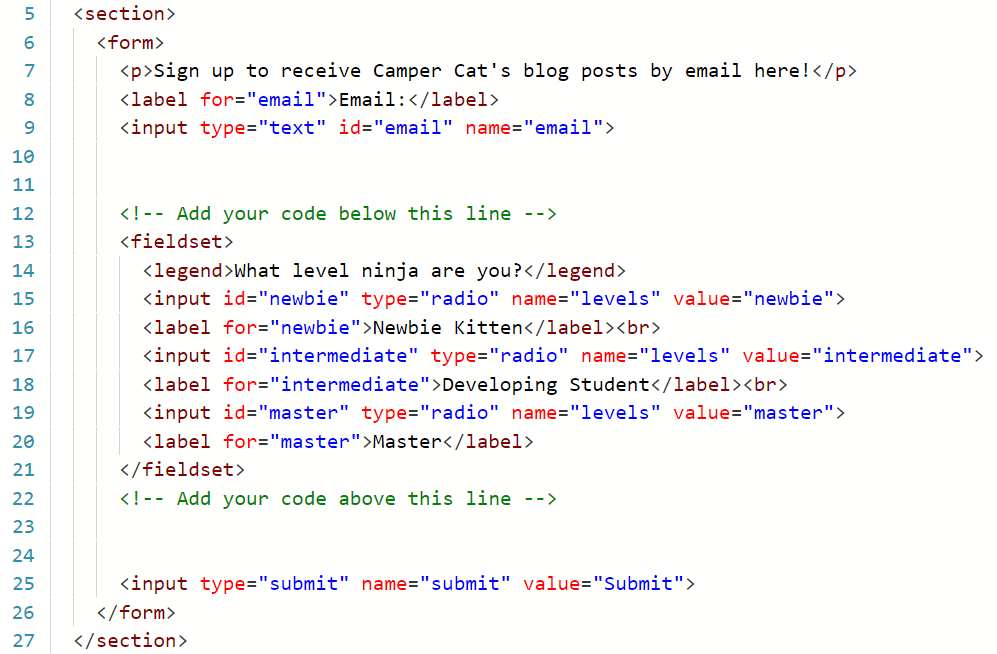 5 <section>
6 <form>
7 <p>Sign up to receive Camper Cat's blog posts by email here!</p>
8 <label for="email">Email:</label>
9 <input type="text" id="email" name="email">
10
11
12 <!-- Add your code below this line -->
13 <fieldset>
14 <legend>What level ninja are you?</legend>
15 <input id="newbie" type="radio" name="levels" value="newbie">
16 <label for="newbie">Newbie Kitten</label><br>
17 <input id="intermediate" type="radio" name="levels" value="intermediate">
18 <label for="intermediate">Developing Student</label><br>
19 <input id="master" type="radio" name="levels" value="master">
20 <label for="master">Master</label>
21 </fieldset>
22 <!-- Add your code above this line -->
23
24
25 <input type="submit" name="submit" value="Submit">
26 </form>
27 </section>